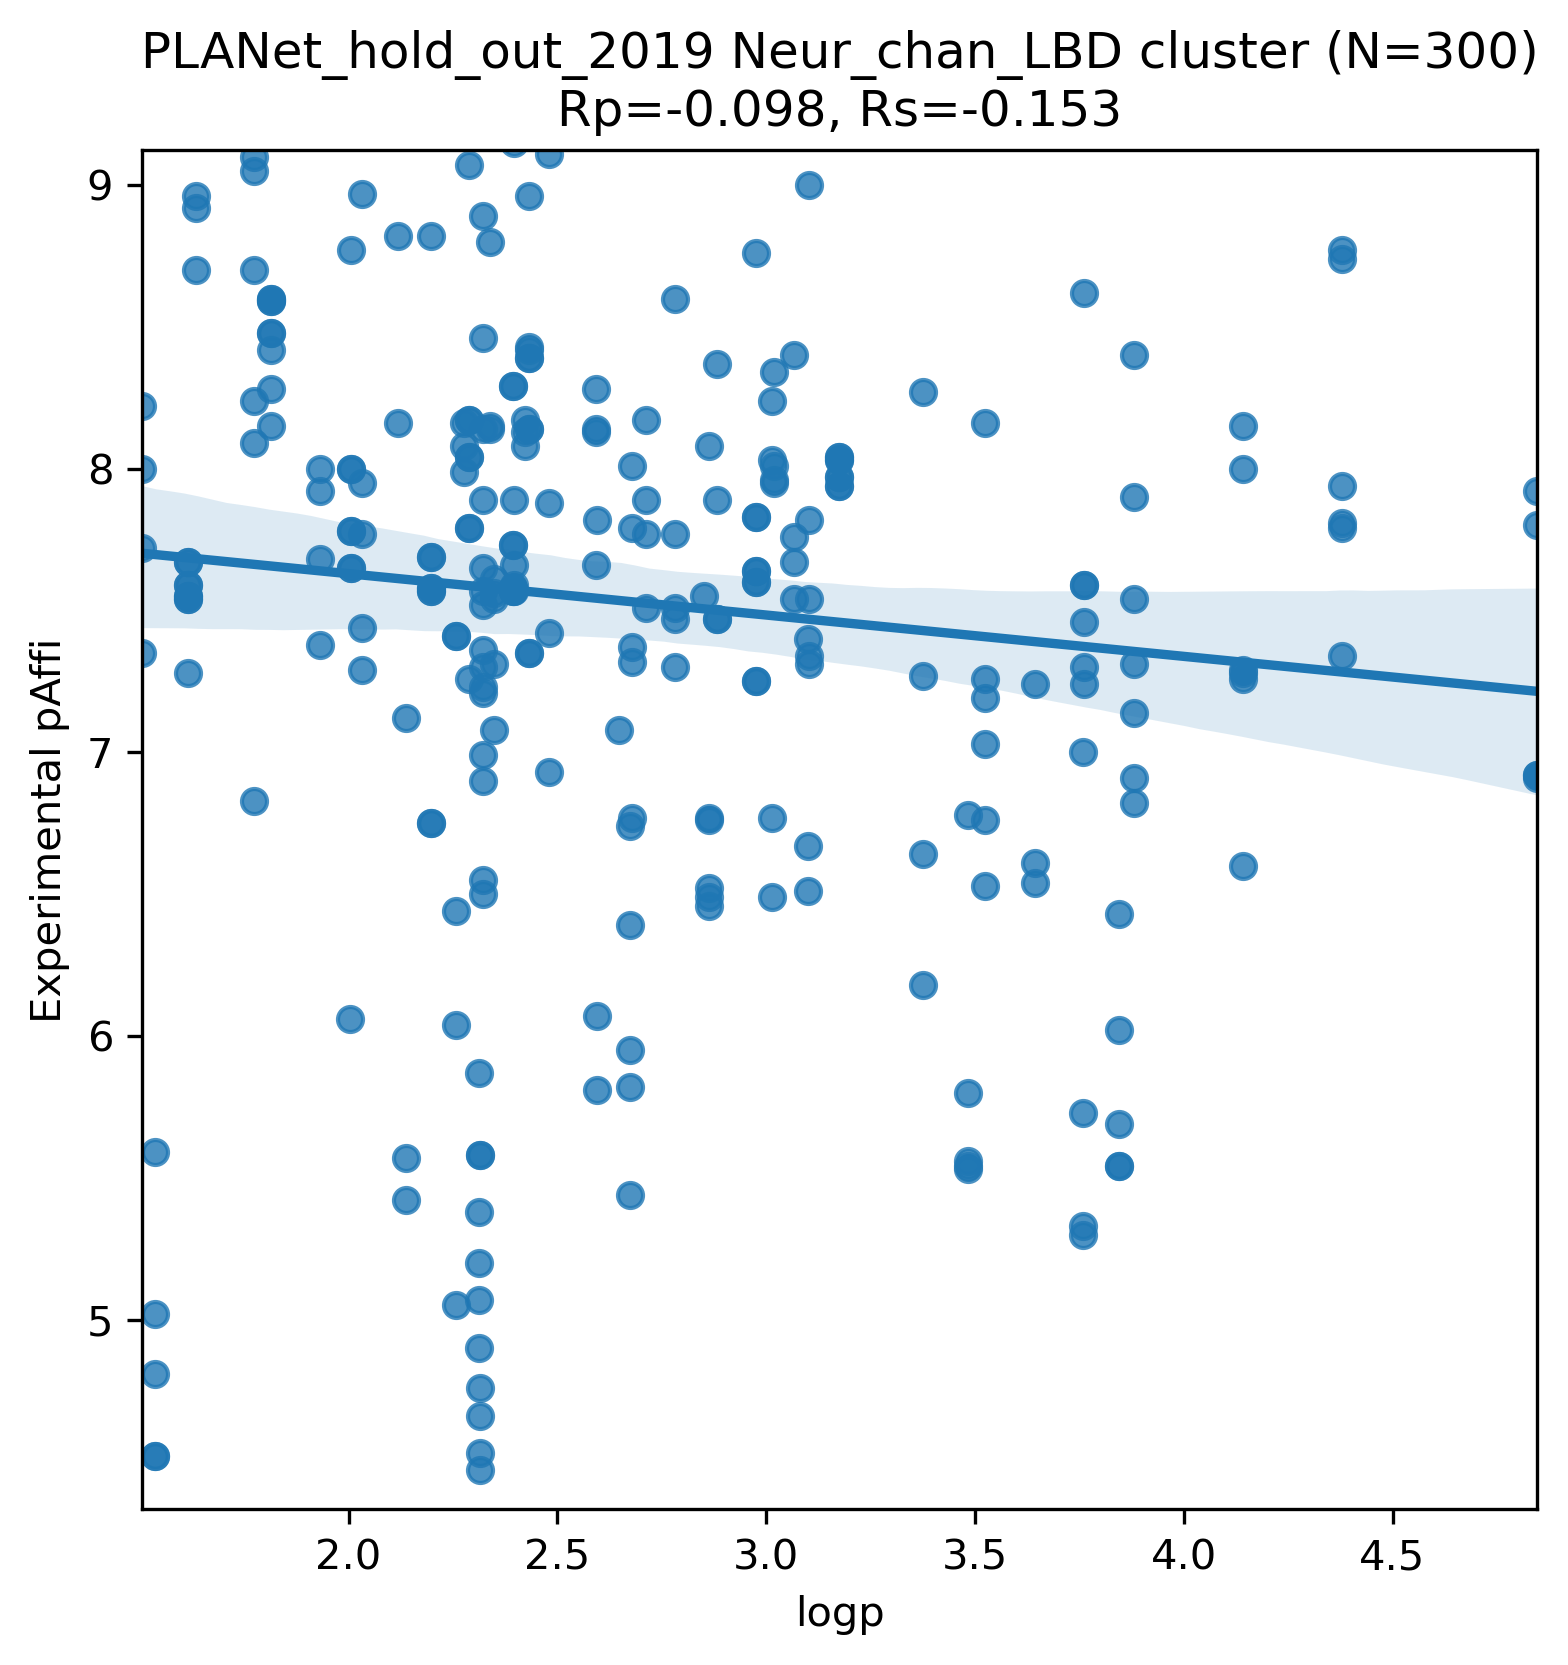 PLANet_hold_out_2019 Neur_chan_LBD cluster (N=300)
Rp=-0.098, Rs=-0.153
9
8
7
6
5
Experimental pAffi
2.0
2.5
3.0
3.5
4.0
4.5
logp